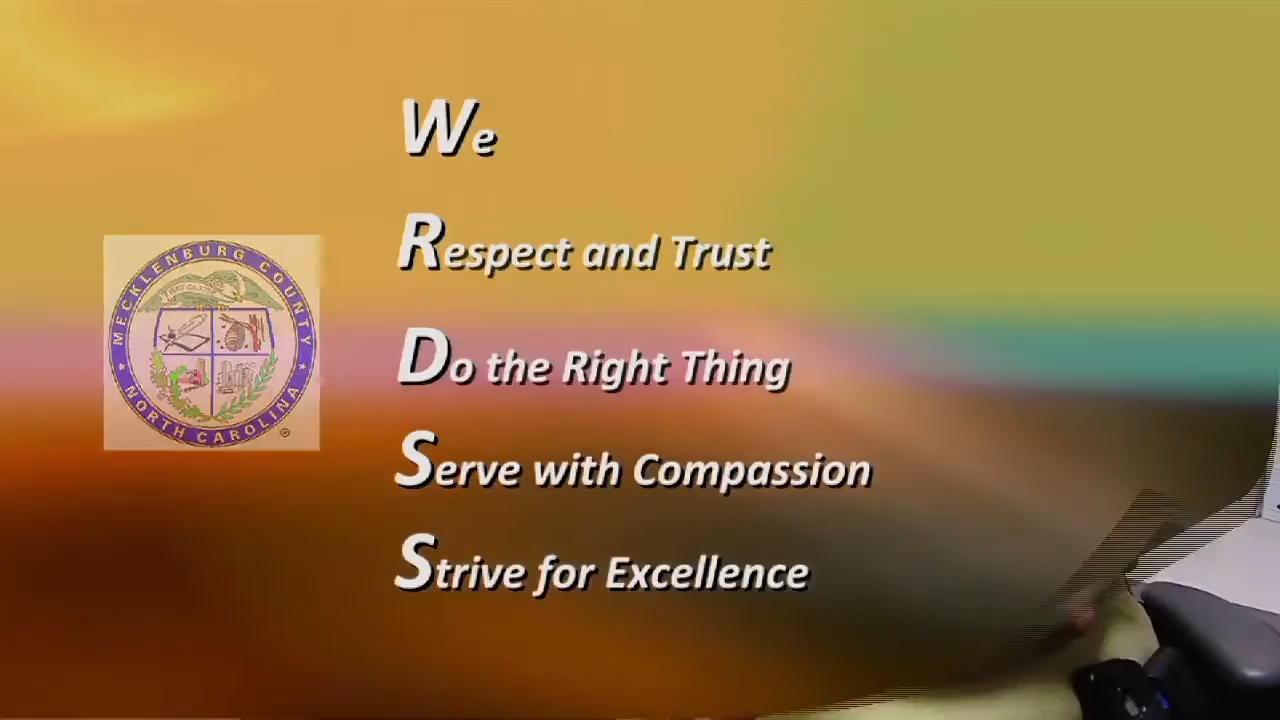 We
Respect and Trust
Do the Right Thing
Serve with Compassion
Strive for Excellence
MECKLENBURG COUNTY
NORTH CAROLINA